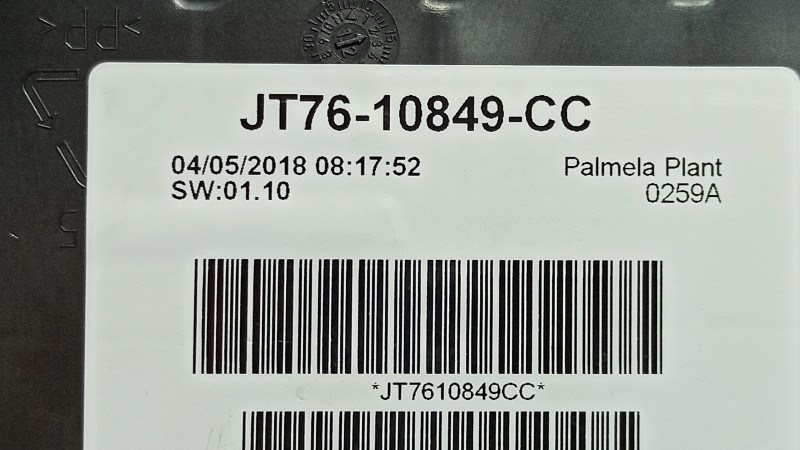 >PP<
JT76-10849-CC
04/05/2018 08:17:52
Palmela Plant
SW:01.10
0259A
*JT7610849CC*